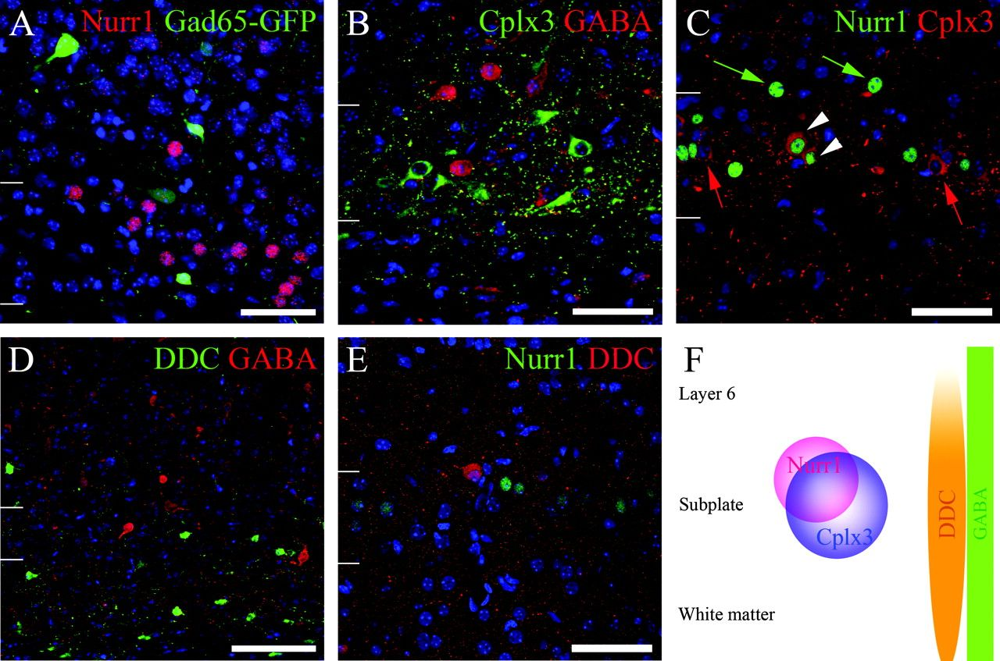 A Nurr1 Gad65-GFP
B Cplx3 GABA
C Nurr1 Cplx3
D DDC GABA
E Nurr1 DDC
F
Layer 6
Nurr1
Subplate
Cplx3
White matter
DDC
GABA